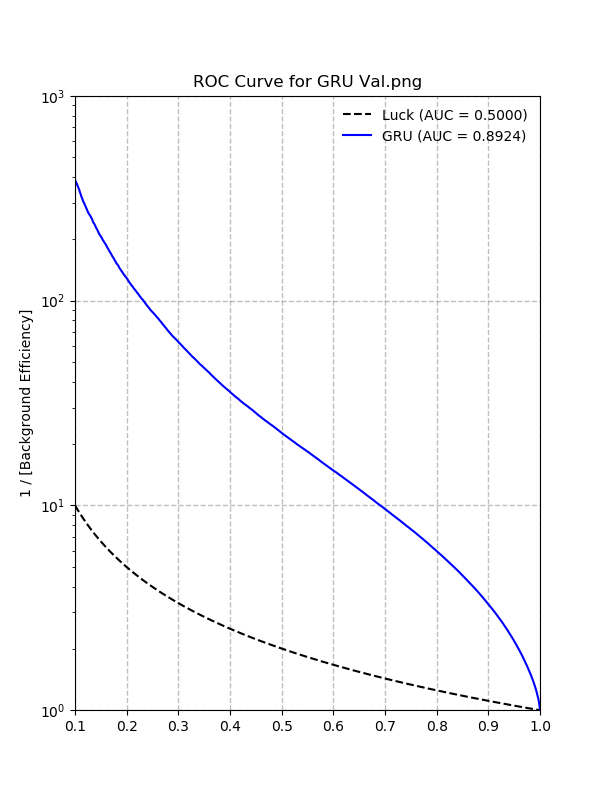 ROC Curve for GRU Val.png
Luck (AUC = 0.5000)
GRU (AUC = 0.8924)
1 / [Background Efficiency]
10³
10²
10¹
10⁰
0.1 0.2 0.3 0.4 0.5 0.6 0.7 0.8 0.9 1.0